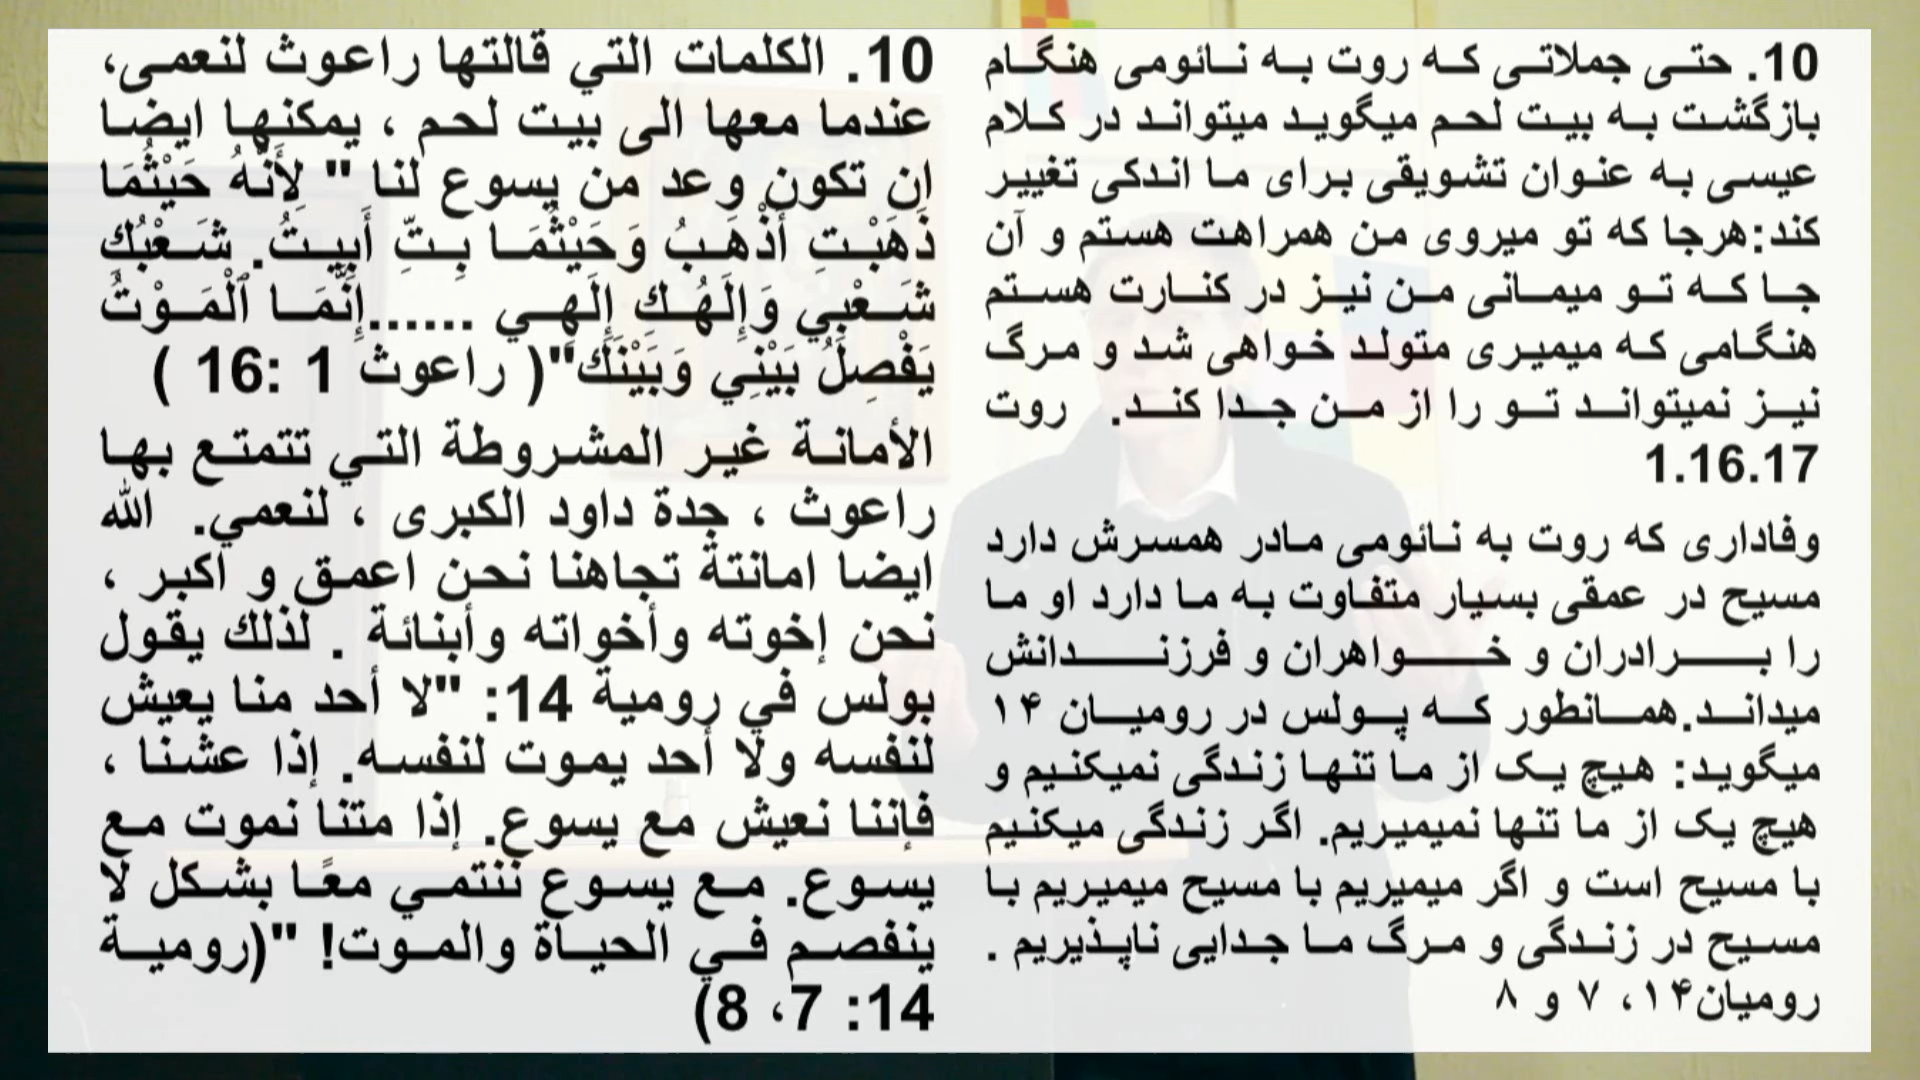 10. حتی جملاتی که روت به نائومی هنگام
بازگشت به بیت لحم میگوید میتواند در کلام
عیسی به عنوان تشویقی برای ما اندکی تغییر
کند:هرجا که تو میروی من همراهت هستم و آن
جا که تو میمانی من نیز در کنارت هستم
هنگامی که میمیری متولد خواهی شد و مرگ
نیز نمیتواند تو را از من جدا کند. روت
1.16.17
وفاداری که روت به نائومی مادر همسرش دارد
مسیح در عمقی بسیار متفاوت به ما دارد او ما
را برادران و خواهران و فرزندانش
میداند.همانطور که پولس در رومیان ۱۴
میگوید: هیچ یک از ما تنها زندگی نمیکنیم و
هیچ یک از ما تنها نمیمیریم. اگر زندگی میکنیم
با مسیح است و اگر میمیریم با مسیح میمیریم با
مسیح در زندگی و مرگ ما جدایی ناپذیریم .
رومیان۱۴، ۷ و ۸
10. الكلمات التي قالتها راعوث لنعمى،
عندما معها الى بيت لحم ، يمكنها ايضا
ان تكون وعد من يسوع لنا " لِأَنَّهُ حَيْثُمَا
ذَهَبْتِ أَذْهَبُ وَحَيْثُمَا بِتِّ أَبِيتُ. شَعْبُكِ
شَعْبِي وَإِلَهُكِ إِلَهِي ......إِنَّمَا ٱلْمَوْتُ
يَفْصِلُ بَيْنِي وَبَيْنَكِ"( راعوث 1 :16 )
الأمانة غير المشروطة التي تتمتع بها
راعوث ، جدة داود الكبرى ، لنعمي. الله
ايضا امانتة تجاهنا نحن اعمق و اكبر ،
نحن إخوته وأخواته وأبنائة . لذلك يقول
بولس في رومية 14: "لا أحد منا يعيش
لنفسه ولا أحد يموت لنفسه. إذا عشنا ،
فإننا نعيش مع يسوع. إذا متنا نموت مع
يسوع. مع يسوع ننتمي معًا بشكل لا
ينفصم في الحياة والموت! "(رومية
14: 7، 8)